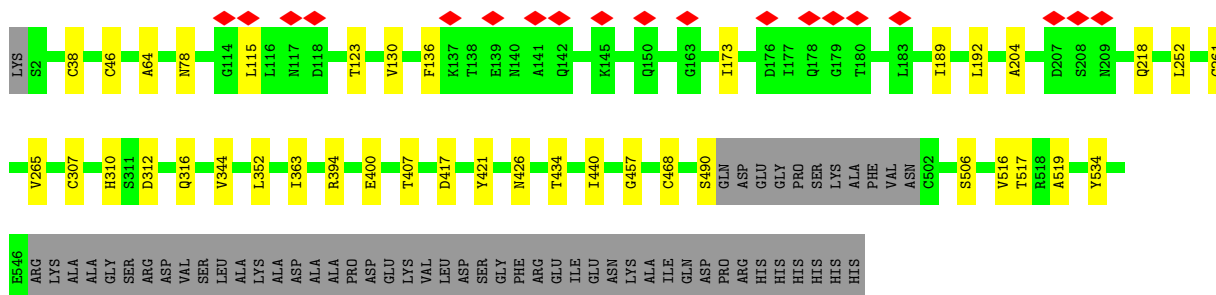 LYS S2 C38 C46 A64 N78 G114 L115 L116 N117 D118 T123 V130 F136 K137 T138 E139 N140 A141 Q142 K145 Q150 G163 I173 D176 I177 Q178 G179 T180 L183 I189 L192 A204 D207 S208 N209 Q218 L252
V265 C307 H310 S311 D312 Q316 V344 L352 I363 R394 E400 T407 D417 Y421 N426 T434 I440 G457 C468 S490 GLN ASP GLU GLY PRO SER LYS ALA PHE VAL ASN C502 S506 V516 T517 R518 A519 Y534
E546 ARG LYS ALA ALA GLY SER ARG ASP VAL SER LEU ALA LYS ALA ASP ALA ALA PRO ASP GLU LYS VAL LEU ASP SER GLY PHE ARG GLU ILE GLU ASN LYS ALA ILE GLN ASP PRO ARG HIS HIS HIS HIS HIS HIS